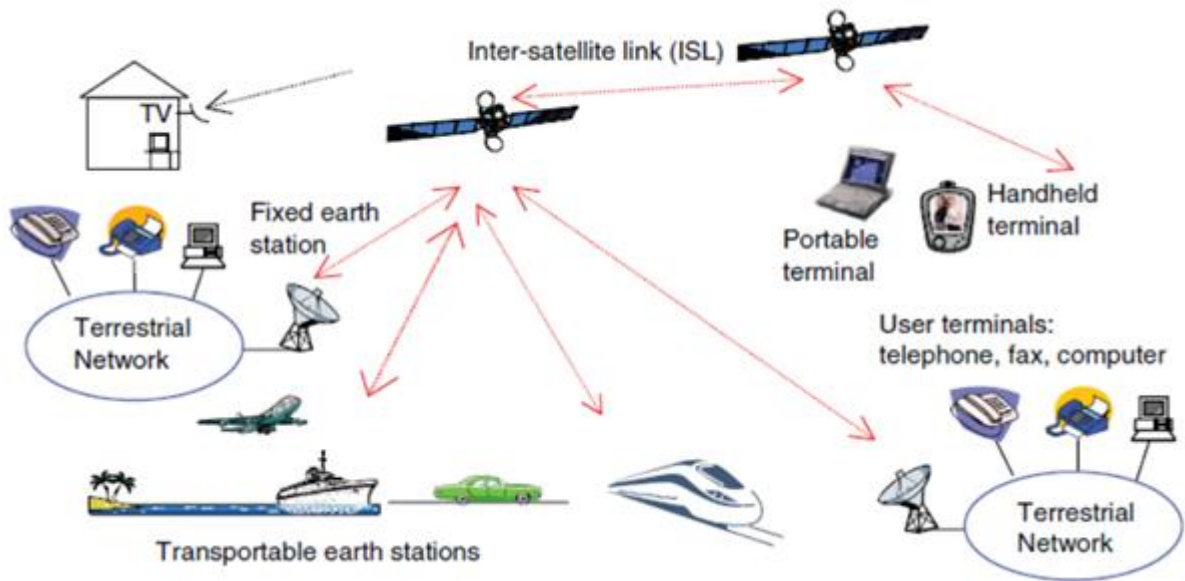 Inter-satellite link (ISL)
TV
Fixed earth
station
Handheld
terminal
Portable
terminal
Terrestrial
Network
User terminals:
telephone, fax, computer
Terrestrial
Network
Transportable earth stations